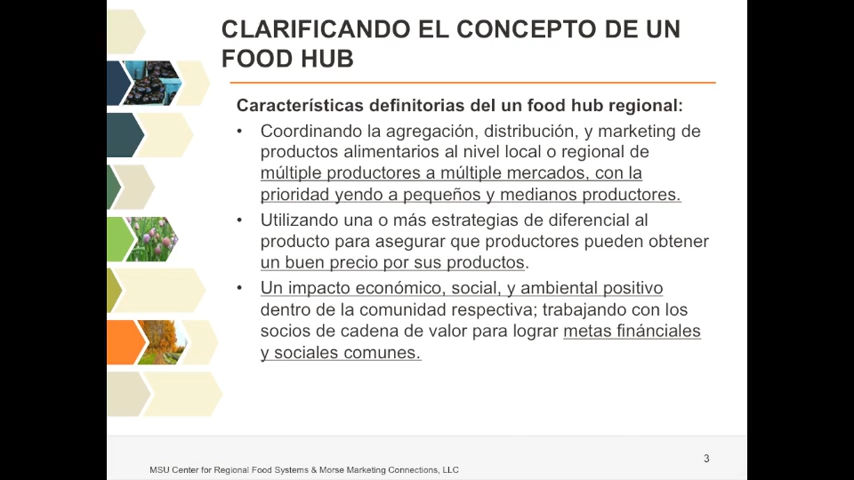 CLARIFICANDO EL CONCEPTO DE UN
FOOD HUB
Características definitorias del un food hub regional:
• Coordinando la agregación, distribución, y marketing de
productos alimentarios al nivel local o regional de
múltiple productores a múltiple mercados, con la
prioridad yendo a pequeños y medianos productores.
• Utilizando una o más estrategias de diferencial al
producto para asegurar que productores pueden obtener
un buen precio por sus productos.
• Un impacto económico, social, y ambiental positivo
dentro de la comunidad respectiva; trabajando con los
socios de cadena de valor para lograr metas fináncieles
y sociales comunes.
3
MSU Center for Regional Food Systems & Morse Marketing Connections, LLC